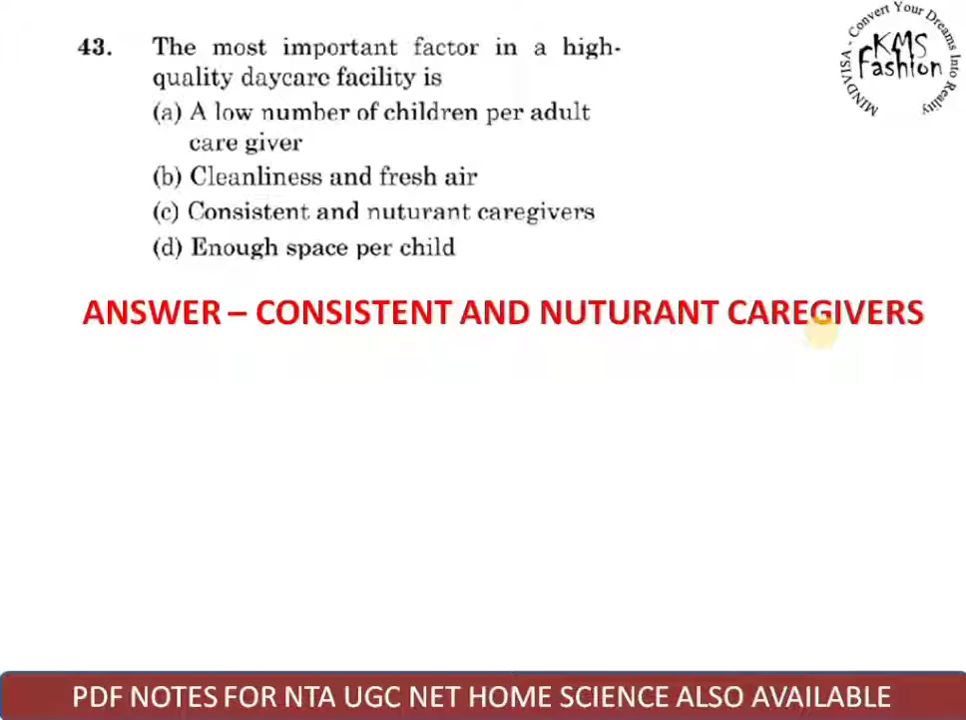 43. The most important factor in a high-
quality daycare facility is
(a) A low number of children per adult
care giver
(b) Cleanliness and fresh air
(c) Consistent and nuturant caregivers
(d) Enough space per child
ANSWER – CONSISTENT AND NUTURANT CAREGIVERS
MINDVISA - Convert Your Dreams Into Reality
KMS
Fashion
PDF NOTES FOR NTA UGC NET HOME SCIENCE ALSO AVAILABLE